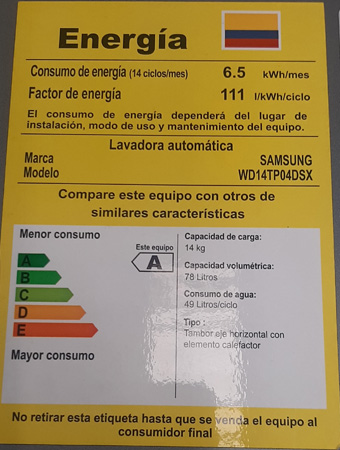 Energía
Consumo de energía (14 ciclos/mes) 6.5 kWh/mes
Factor de energía 111 l/kWh/ciclo
El consumo de energía dependerá del lugar de
instalación, modo de uso y mantenimiento del equipo.
Lavadora automática
Marca SAMSUNG
Modelo WD14TP04DSX
Compare este equipo con otros de
similares características
Menor consumo
A
B
C
D
E
Mayor consumo
Este equipo
A
Capacidad de carga:
14 kg
Capacidad volumétrica:
78 Litros
Consumo de agua:
49 Litros/ciclo
Tipo :
Tambor eje horizontal con
elemento calefactor
No retirar esta etiqueta hasta que se venda el equipo al
consumidor final